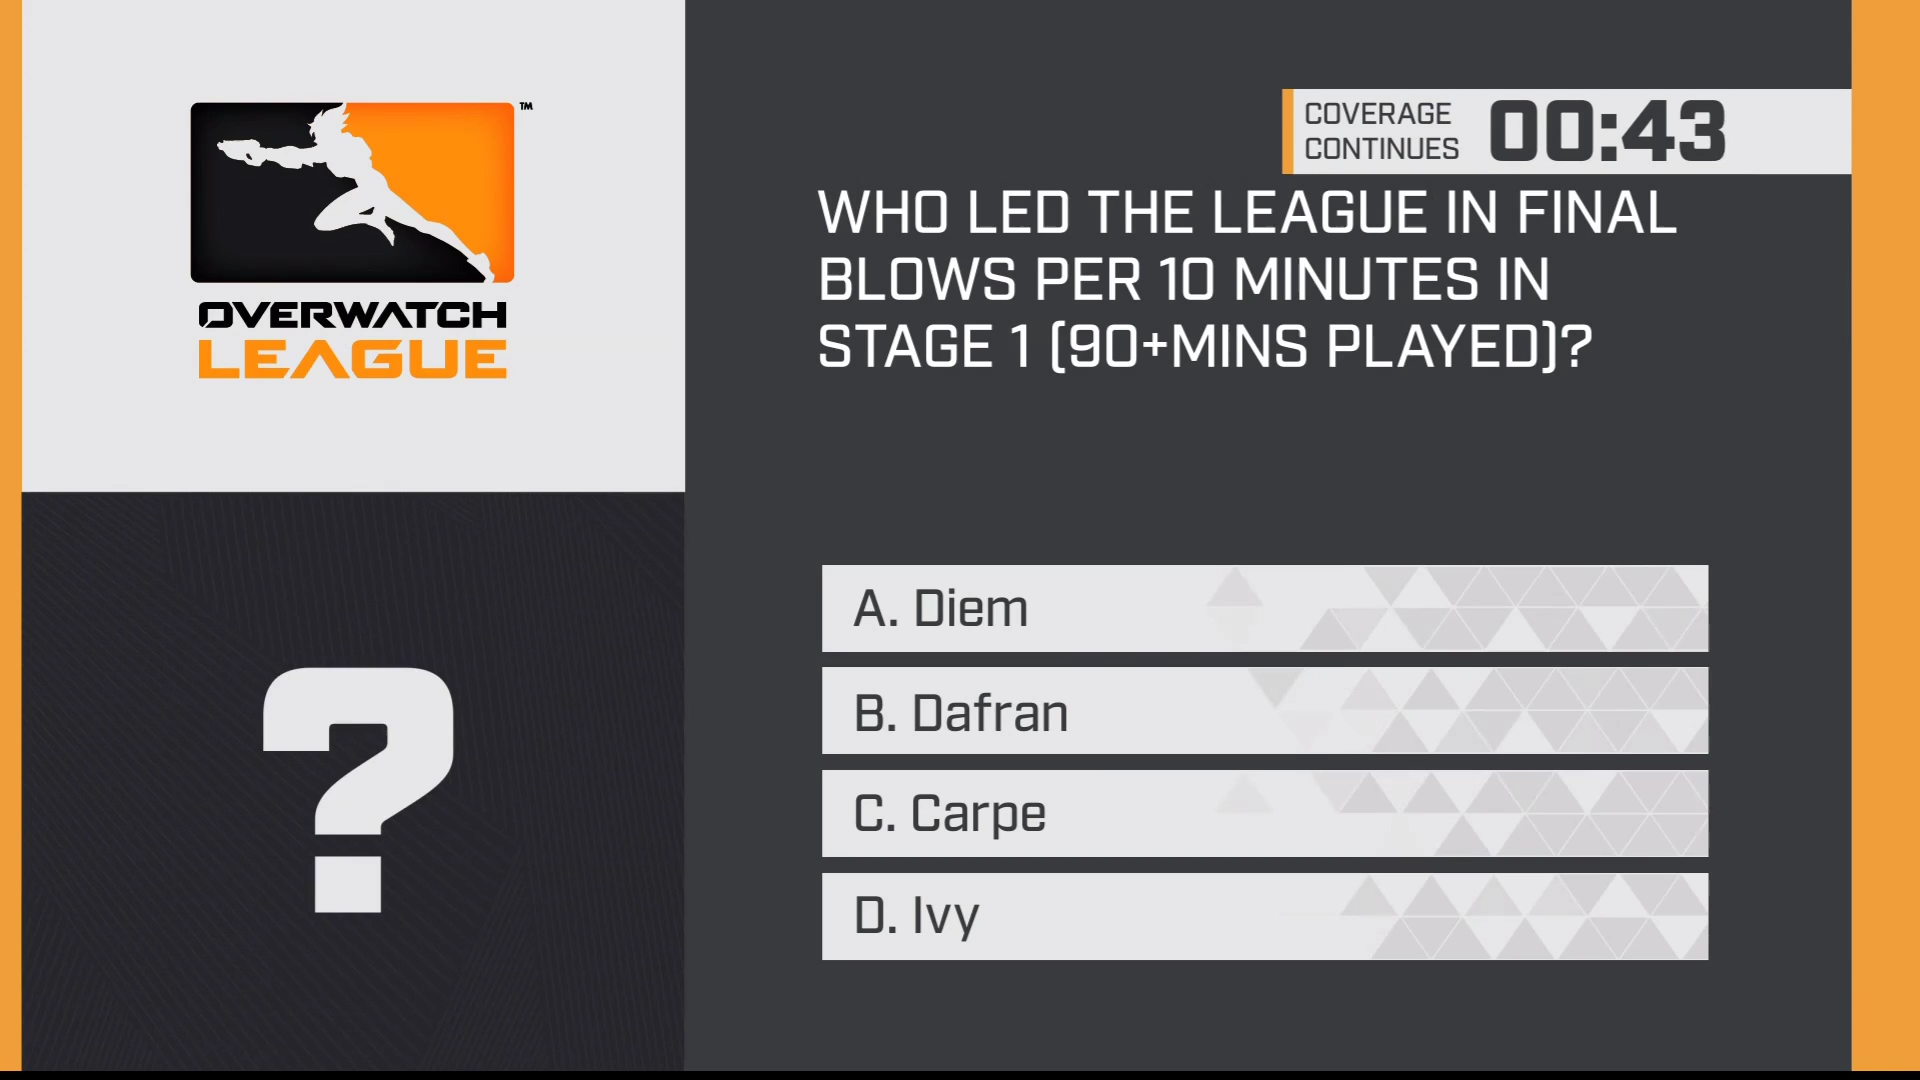 ™
OVERWATCH
LEAGUE
COVERAGE
CONTINUES
00:43
WHO LED THE LEAGUE IN FINAL
BLOWS PER 10 MINUTES IN
STAGE 1 (90+MINS PLAYED)?
?
A. Diem
B. Dafran
C. Carpe
D. Ivy